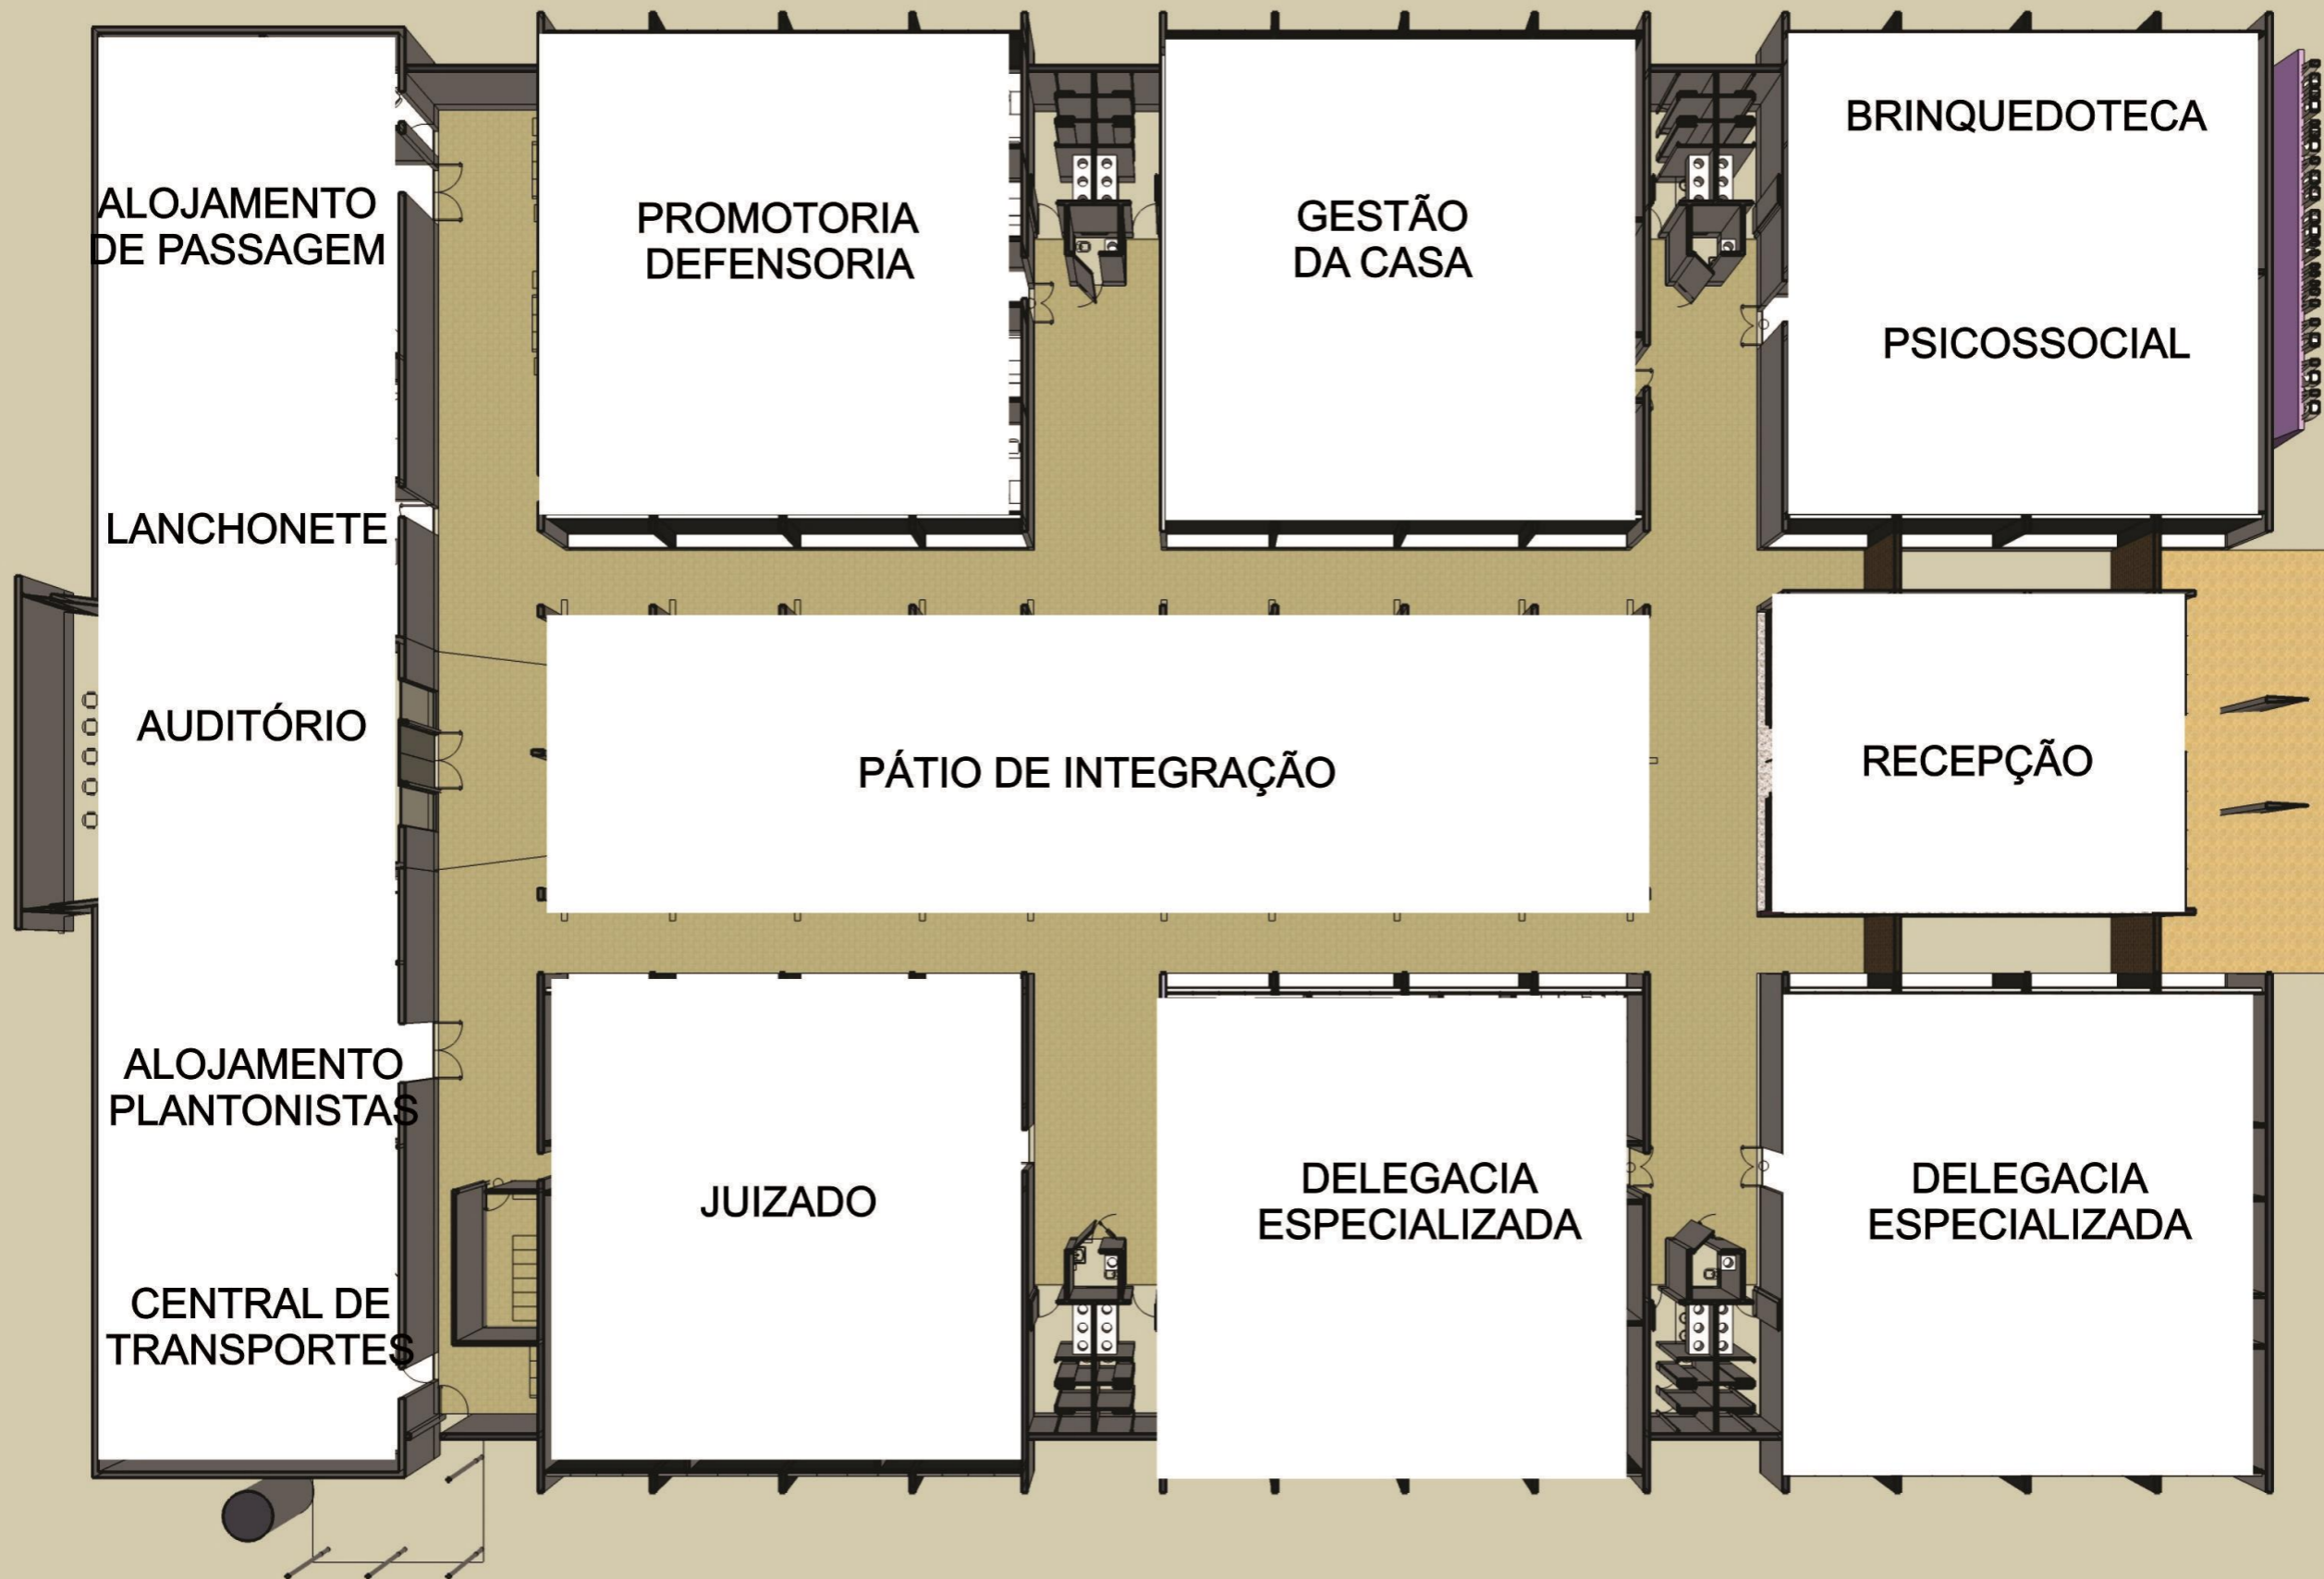 ALOJAMENTO
DE PASSAGEM
LANCHONETE
AUDITÓRIO
ALOJAMENTO
PLANTONISTAS
CENTRAL DE
TRANSPORTES
PROMOTORIA
DEFENSORIA
GESTÃO
DA CASA
BRINQUEDOTECA
PSICOSSOCIAL
PÁTIO DE INTEGRAÇÃO
RECEPÇÃO
JUIZADO
DELEGACIA
ESPECIALIZADA
DELEGACIA
ESPECIALIZADA